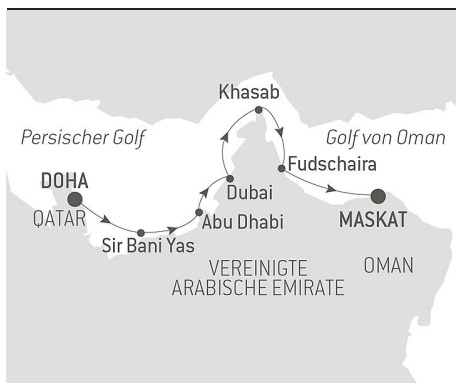 Khasab
Persischer Golf
Golf von Oman
Fudschaira
DOHA
Dubai
QATAR
Abu Dhabi
MASKAT
Sir Bani Yas
VEREINIGTE
ARABISCHE EMIRATE
OMAN